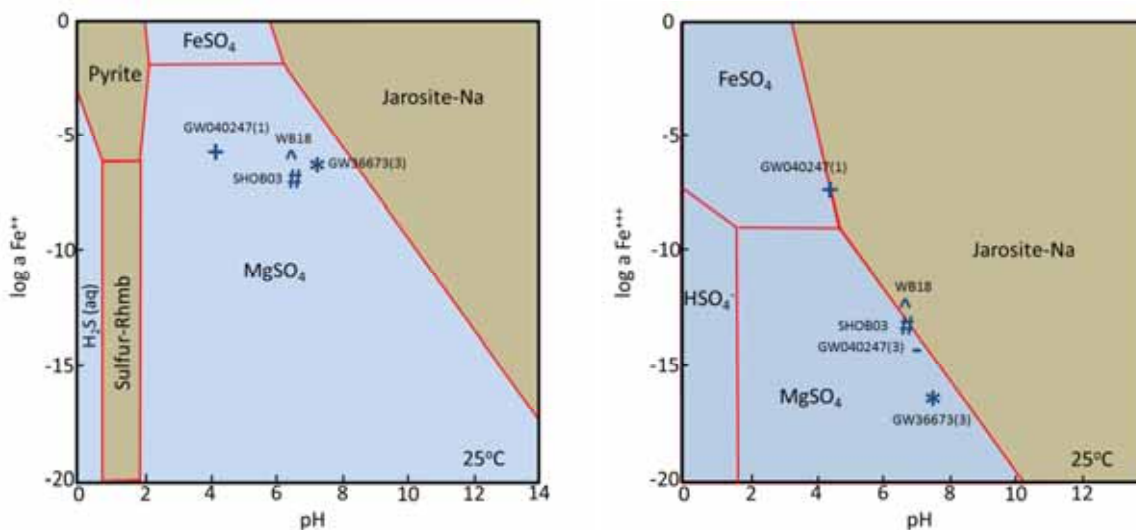 0
-5
-10
-15
-20
log a Fe⁺⁺
Pyrite
FeSO₄
Jarosite-Na
GW040247(1)
WB18
GW36673(3)
SHOB03
MgSO₄
H₂S (aq)
Sulfur-Rhmb
25°C
0 2 4 6 8 10 12 14
pH
0
-5
-10
-15
-20
log a Fe⁺⁺⁺
FeSO₄
GW040247(1)
Jarosite-Na
HSO₄⁻
WB18
SHOB03
GW040247(3)
MgSO₄
GW36673(3)
25°C
0 2 4 6 8 10 12
pH